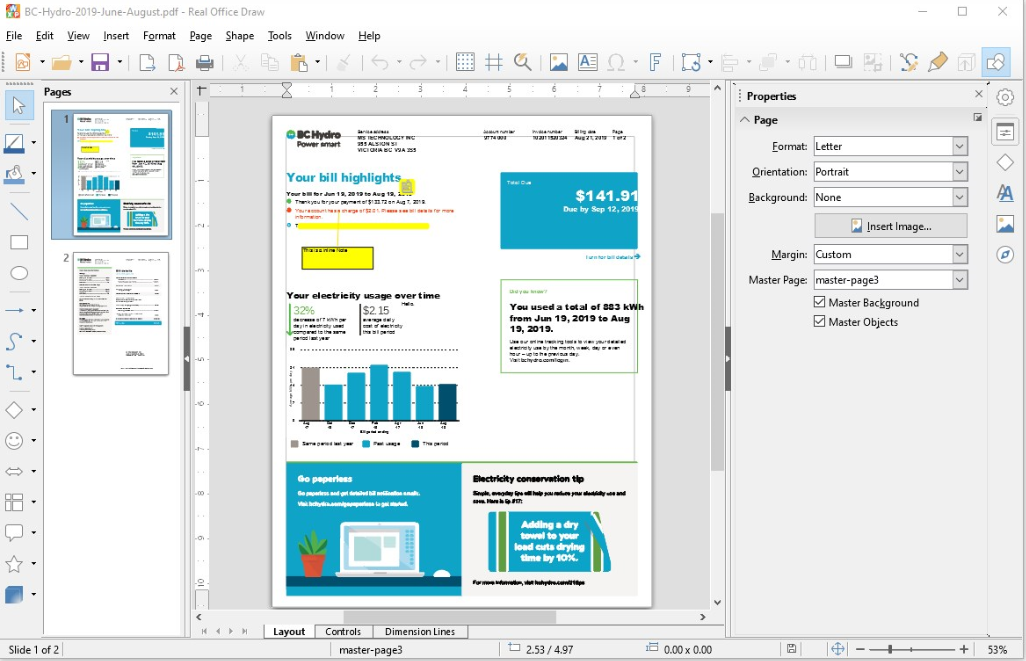 BC-Hydro-2019-June-August.pdf - Real Office Draw
File Edit View Insert Format Page Shape Tools Window Help
Pages
1
2
BC Hydro
Power smart
Service address
MS TECHNOLOGY INC
VICTORIA BC V9A 3S5
Account number
Invoice number
Billing date
Aug 21, 2019
Page
1 of 2
Your bill highlights
Your bill for Jun 19, 2019 to Aug 19,
Thank you for your payment of $133.72 on Aug 7, 2019.
Your account has a charge of $2.01. Please see bill details for more
information
T
This is a Inline Note
Total Due
$141.91
Due by Sep 12, 2019
Turn for bill details
Your electricity usage over time
Hello.
32%
decrease of 7 kWh per
day in electricity used
compared to the same
period last year
$2.15
average daily
cost of electricity
this bill period
Did you know?
You used a total of 883 kWh
from Jun 19, 2019 to Aug
19, 2019.
Use our online tracking tools to view your detailed
electricity use by the month, week, day or even
hour – up to the previous day.
Visit bchydro.com/login.
Billing period ending
Same period last year
Past usage
This period
Go paperless
Go paperless and get detailed bill notification emails.
Visit bchydro.com/gopaperless to get started.
Electricity conservation tip
Simple, everyday tips will help you reduce your electricity use and
save. Here is tip #17:
Adding a dry
towel to your
load cuts drying
time by 10%.
For more information, visit bchydro.com/217tips
Layout Controls Dimension Lines
Properties
Page
Format: Letter
Orientation: Portrait
Background: None
Insert Image...
Margin: Custom
Master Page: master-page3
Master Background
Master Objects
Slide 1 of 2
master-page3
2.53 / 4.97
0.00 x 0.00
53%